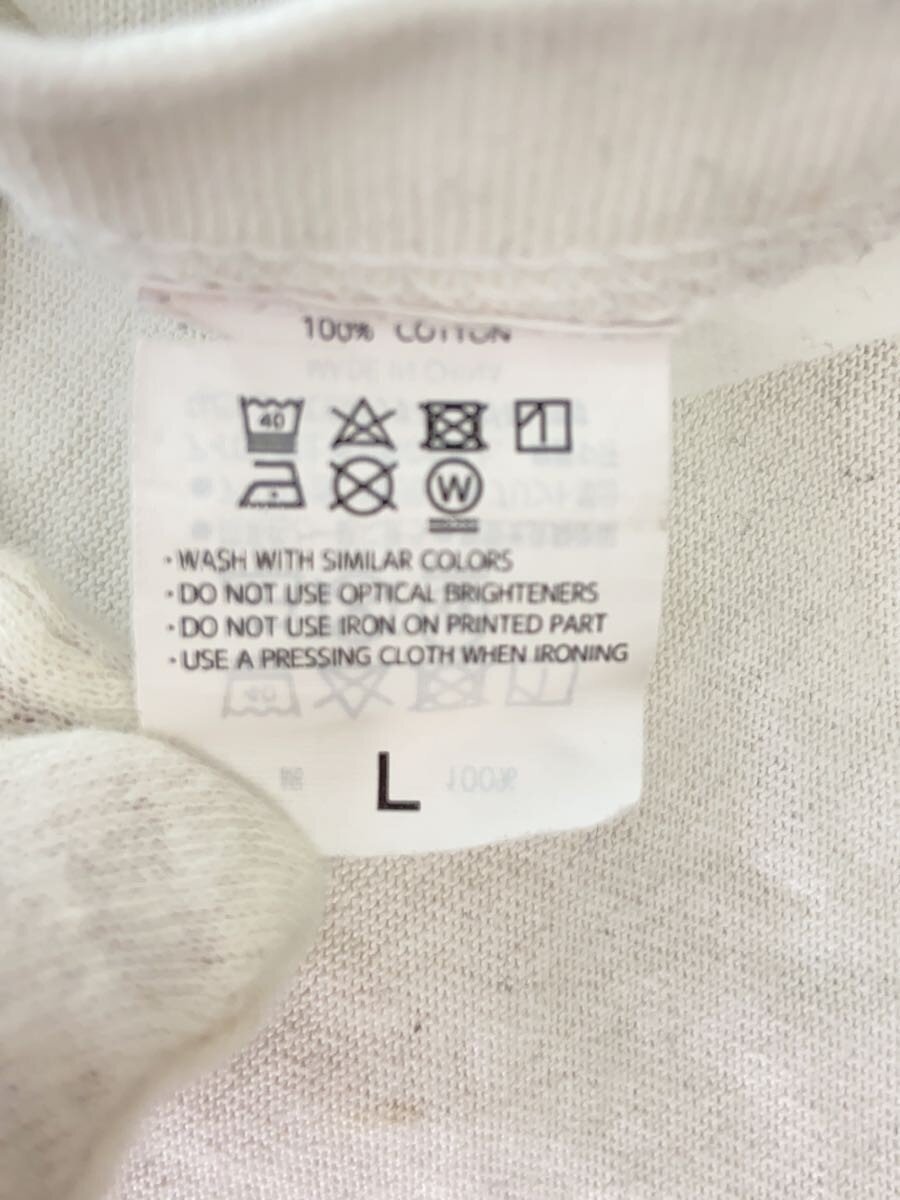 100% COTTON
40
W
· WASH WITH SIMILAR COLORS
· DO NOT USE OPTICAL BRIGHTENERS
· DO NOT USE IRON ON PRINTED PART
· USE A PRESSING CLOTH WHEN IRONING
L